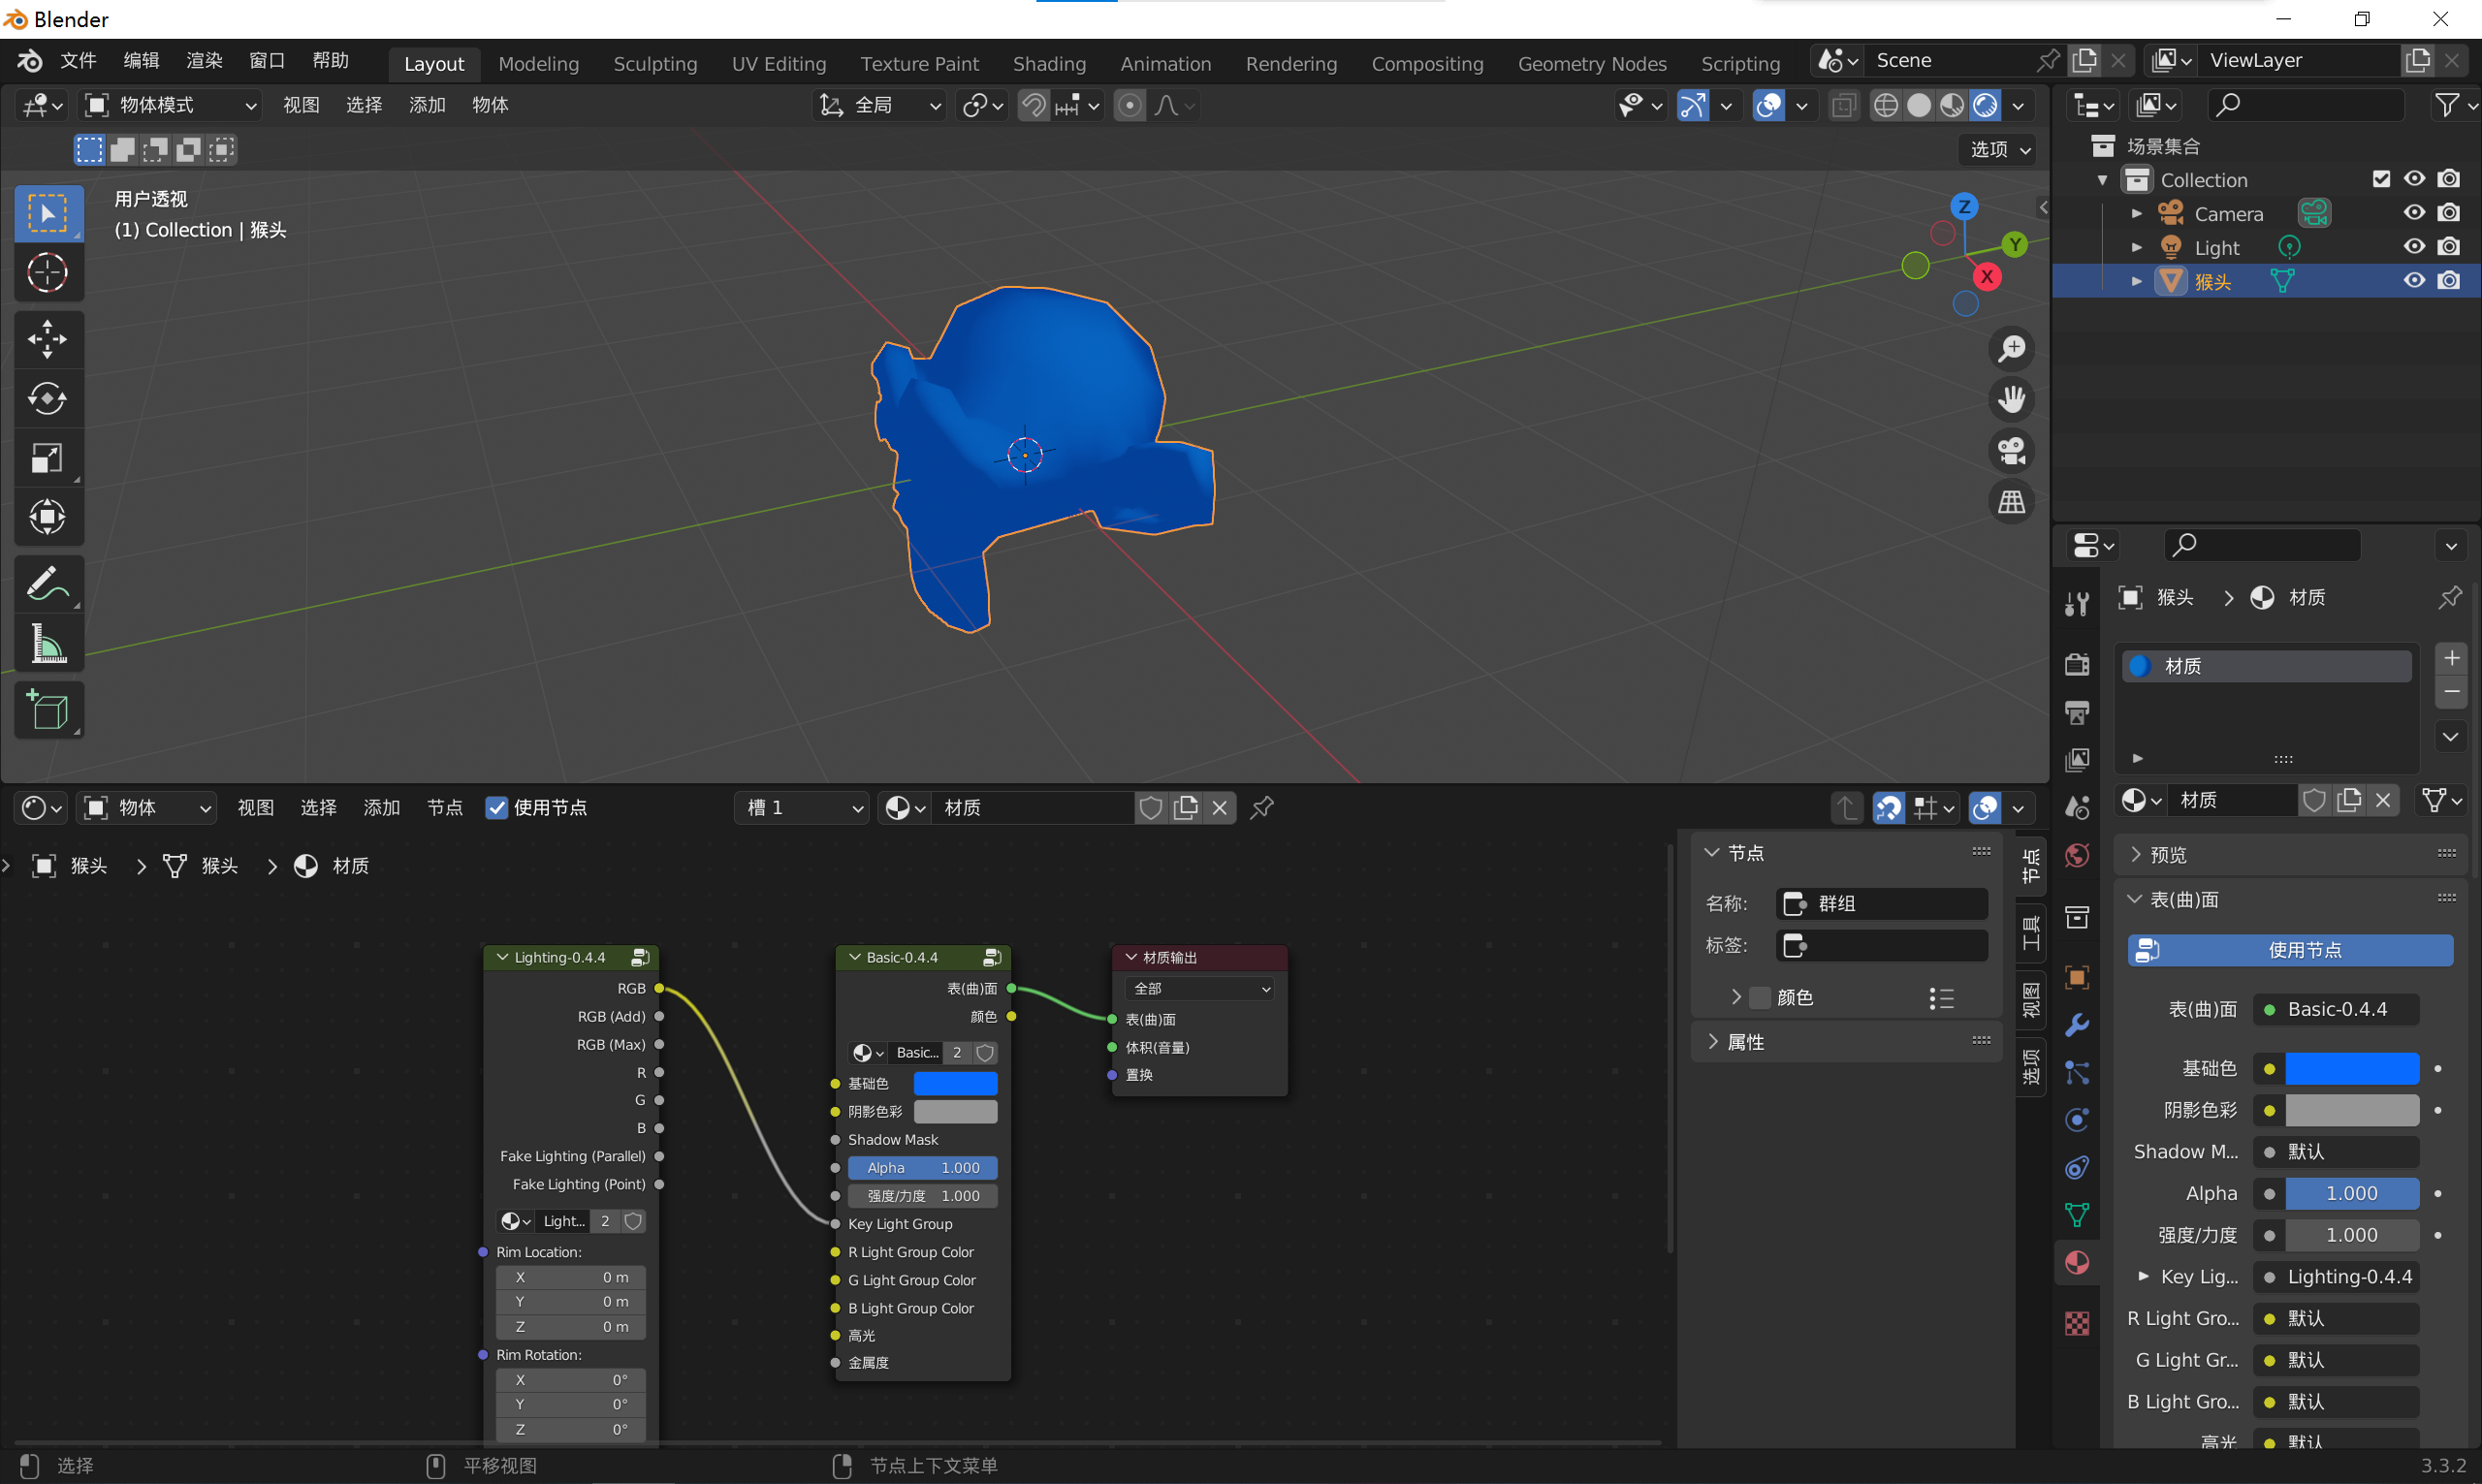 Blender
文件 编辑 渲染 窗口 帮助 Layout Modeling Sculpting UV Editing Texture Paint Shading Animation Rendering Compositing Geometry Nodes Scripting Scene ViewLayer
物体模式 视图 选择 添加 物体 全局
选项
用户透视
(1) Collection | 猴头
Z
Y
X
场景集合
Collection
Camera
Light
猴头
猴头 材质
材质
材质
预览
表(曲)面
使用节点
表(曲)面 Basic-0.4.4
基础色
阴影色彩
Shadow M... 默认
Alpha 1.000
强度/力度 1.000
Key Lig... Lighting-0.4.4
R Light Gro... 默认
G Light Gr... 默认
B Light Gro... 默认
高光 默认
物体 视图 选择 添加 节点 使用节点 槽 1 材质
猴头 猴头 材质
Lighting-0.4.4
RGB
RGB (Add)
RGB (Max)
R
G
B
Fake Lighting (Parallel)
Fake Lighting (Point)
Light... 2
Rim Location:
X 0 m
Y 0 m
Z 0 m
Rim Rotation:
X 0°
Y 0°
Z 0°
Basic-0.4.4
表(曲)面
颜色
Basic... 2
基础色
阴影色彩
Shadow Mask
Alpha 1.000
强度/力度 1.000
Key Light Group
R Light Group Color
G Light Group Color
B Light Group Color
高光
金属度
材质输出
全部
表(曲)面
体积(音量)
置换
节点
名称: 群组
标签:
颜色
属性
节点
工具
视图
选项
选择 平移视图 节点上下文菜单 3.3.2